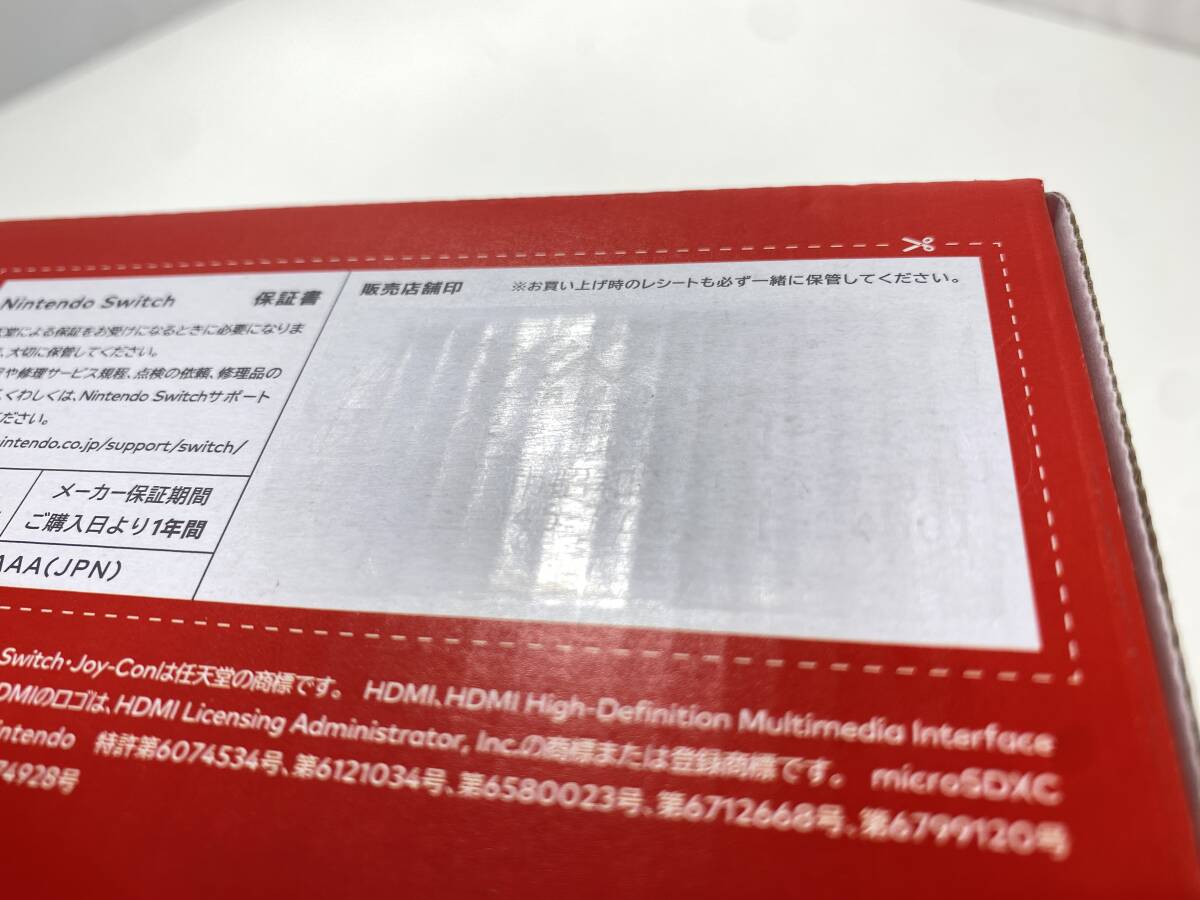 Nintendo Switch 保証書
天堂による保証をお受けになるときに必要になりま
、大切に保管してください。
や修理サービス規程、点検の依頼、修理品の
くわしくは、Nintendo Switchサポート
ださい。
intendo.co.jp/support/switch/
メーカー保証期間
ご購入日より1年間
AAA(JPN)
販売店舗印 ※お買い上げ時のレシートも必ず一緒に保管してください。
Switch・Joy-Conは任天堂の商標です。 HDMI、HDMI High-Definition Multimedia Interface
DMIのロゴは、HDMI Licensing Administrator, Inc.の商標または登録商標です。 microSDXC
intendo 特許第6074534号、第6121034号、第6580023号、第6712668号、第6799120号
74928号